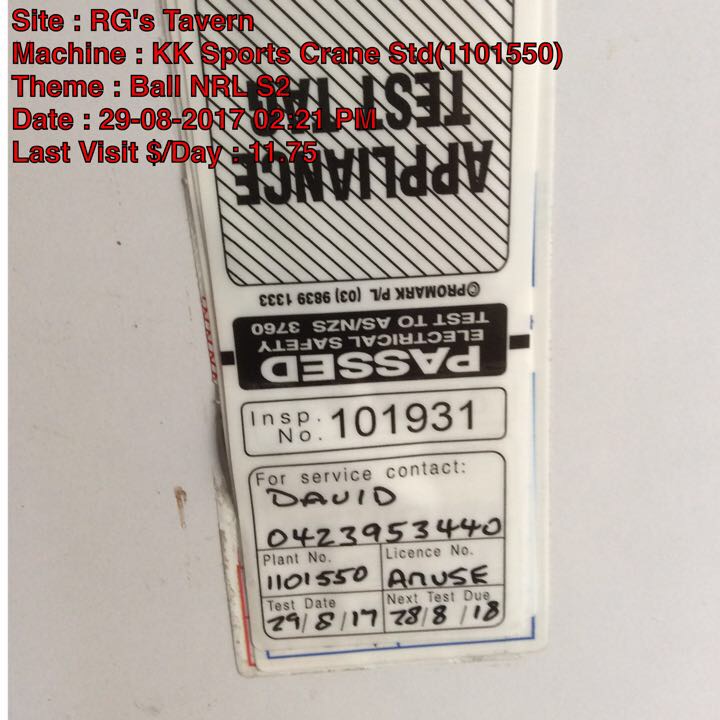 Site : RG's Tavern
Machine : KK Sports Crane Std(1101550)
Theme : Ball NRL S2
Date : 29-08-2017 02:21 PM
Last Visit $/Day : 11.75
APPLIANCE
TEST TAG
©PROMARK P/L (03) 9839 1333
PASSED
ELECTRICAL SAFETY
TEST TO AS/NZS 3760
Insp. No. 101931
For service contact:
DAVID
0423953440
Plant No. Licence No.
1101550 AMUSE
Test Date Next Test Due
29/8/17 28/8/18